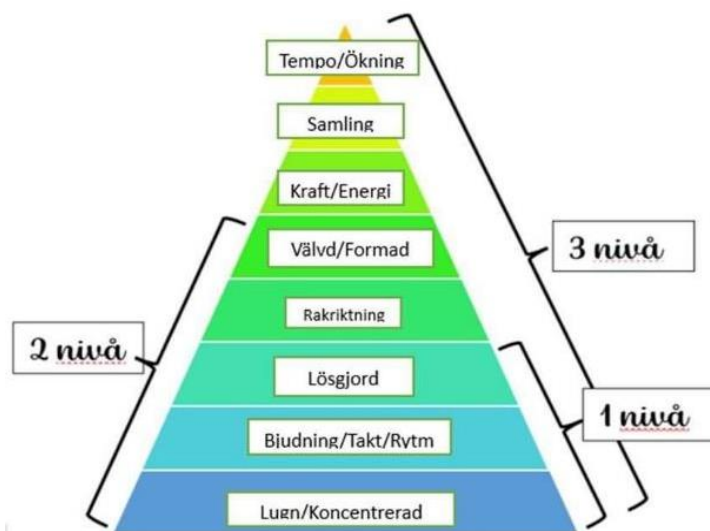 Tempo/Ökning
Samling
Kraft/Energi
Välvd/Formad
3 nivå
Rakriktning
2 nivå
Lösgjord
1 nivå
Bjudning/Takt/Rytm
Lugn/Koncentrerad